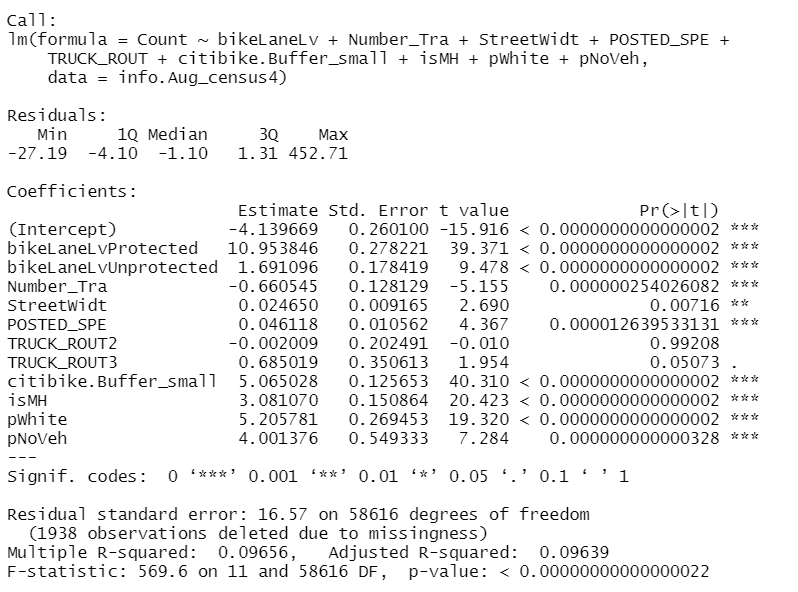 Call:
lm(formula = Count ~ bikeLaneLv + Number_Tra + StreetWidt + POSTED_SPE +
    TRUCK_ROUT + citibike.Buffer_small + isMH + pWhite + pNoVeh,
    data = info.Aug_census4)

Residuals:
   Min     1Q Median     3Q    Max
-27.19  -4.10  -1.10   1.31 452.71

Coefficients:
                       Estimate Std. Error t value             Pr(>|t|)
(Intercept)           -4.139669   0.260100 -15.916 < 0.0000000000000002 ***
bikeLaneLvProtected   10.953846   0.278221  39.371 < 0.0000000000000002 ***
bikeLaneLvUnprotected  1.691096   0.178419   9.478 < 0.0000000000000002 ***
Number_Tra            -0.660545   0.128129  -5.155    0.000000254026082 ***
StreetWidt             0.024650   0.009165   2.690              0.00716 **
POSTED_SPE             0.046118   0.010562   4.367    0.000012639533131 ***
TRUCK_ROUT2           -0.002009   0.202491  -0.010              0.99208
TRUCK_ROUT3            0.685019   0.350613   1.954              0.05073 .
citibike.Buffer_small  5.065028   0.125653  40.310 < 0.0000000000000002 ***
isMH                   3.081070   0.150864  20.423 < 0.0000000000000002 ***
pWhite                 5.205781   0.269453  19.320 < 0.0000000000000002 ***
pNoVeh                 4.001376   0.549333   7.284    0.000000000000328 ***
---
Signif. codes:  0 ‘***’ 0.001 ‘**’ 0.01 ‘*’ 0.05 ‘.’ 0.1 ‘ ’ 1

Residual standard error: 16.57 on 58616 degrees of freedom
  (1938 observations deleted due to missingness)
Multiple R-squared:  0.09656,	Adjusted R-squared:  0.09639
F-statistic: 569.6 on 11 and 58616 DF,  p-value: < 0.00000000000000022